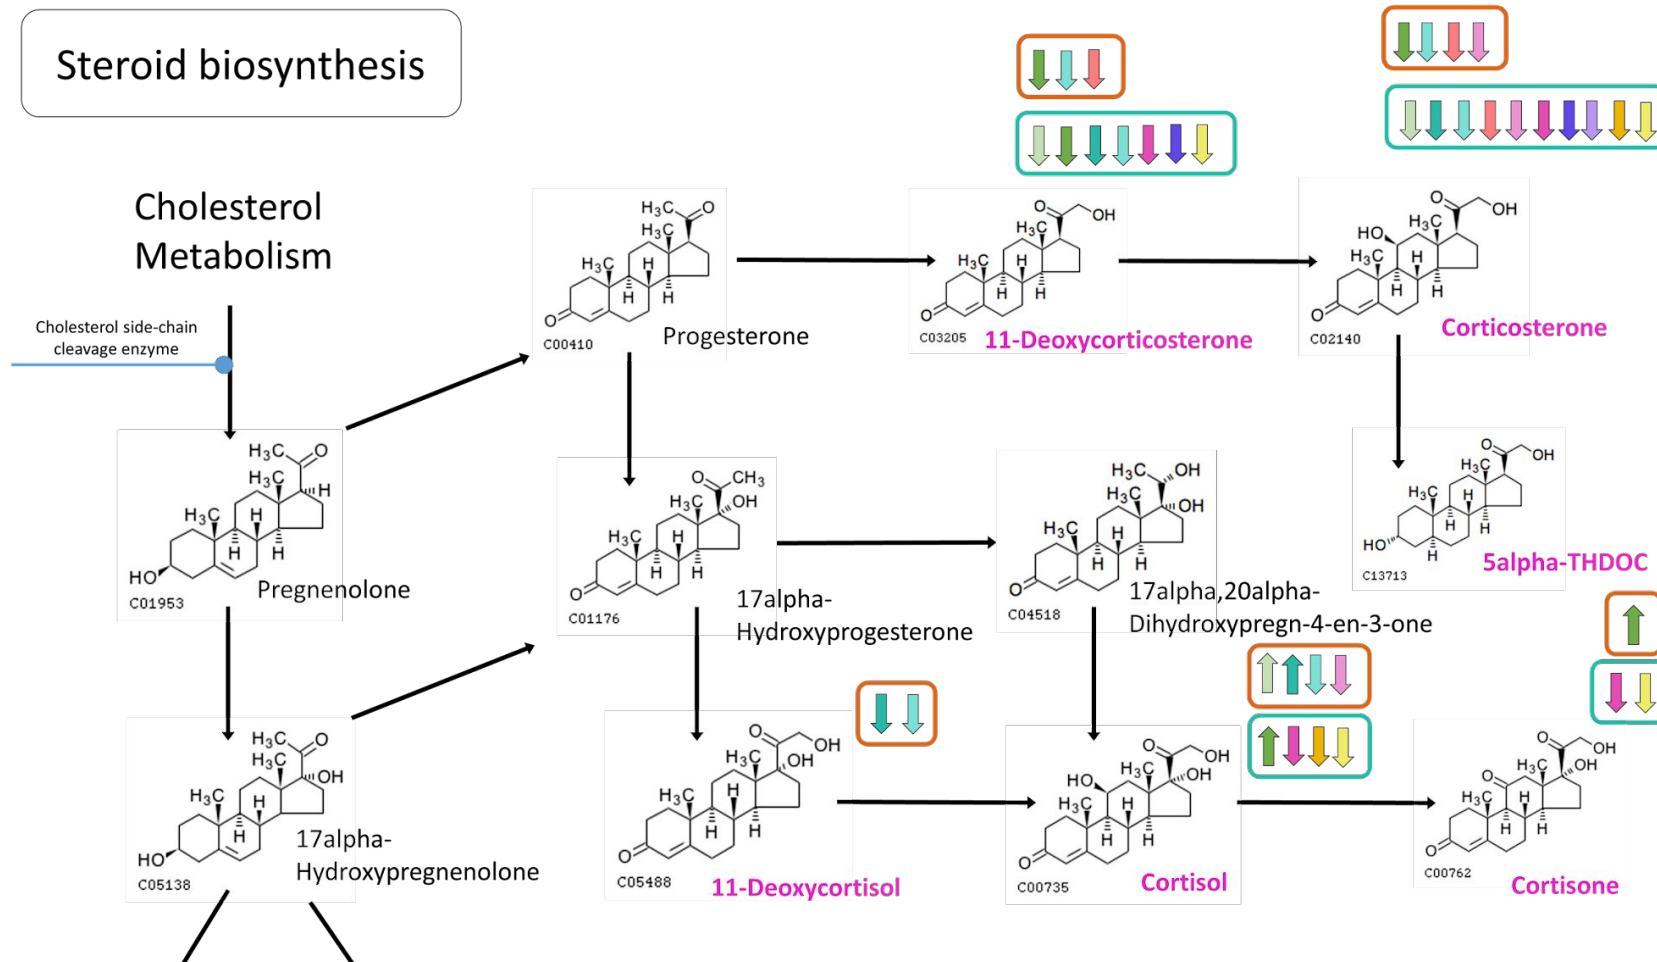 Steroid biosynthesis
Cholesterol
Metabolism
Cholesterol side-chain
cleavage enzyme
H₃C O
H₃C
H₃C
H
H H
O
C00410
Progesterone
O
OH
H₃C
H₃C
H
H H
O
C03205
11-Deoxycorticosterone
O
OH
HO H₃C
H₃C
H
H H
O
C02140
Corticosterone
H₃C O
H₃C
H
H₃C H
H H
HO
C01953
Pregnenolone
O CH₃
H₃C OH
H₃C
H
H H
O
C01176
17alpha-
Hydroxyprogesterone
H₃C OH
H₃C OH
H₃C
H
H H
O
C04518
17alpha,20alpha-
Dihydroxypregn-4-en-3-one
O
OH
H₃C
H₃C H
H H
HO
H
C13713
5alpha-THDOC
H₃C O
H₃C OH
H₃C H
H
HO
C05138
17alpha-
Hydroxypregnenolone
O
OH
H₃C OH
H₃C
H
H H
O
C05488
11-Deoxycortisol
O
OH
HO H₃C OH
H₃C
H
H H
O
C00735
Cortisol
O
OH
O H₃C OH
H₃C
H
H H
O
C00762
Cortisone